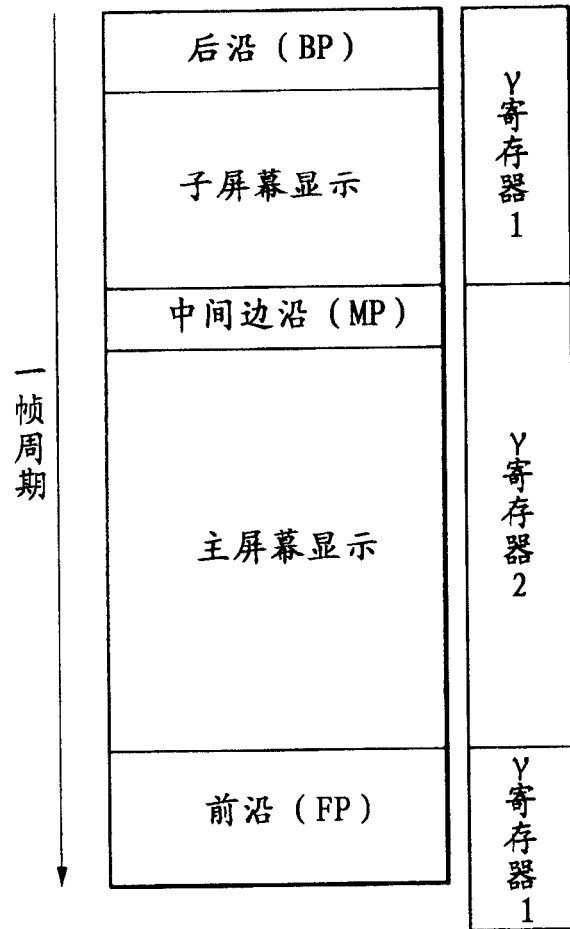 后沿（BP）
子屏幕显示
中间边沿（MP）
主屏幕显示
前沿（FP）
一帧周期
γ寄存器1
γ寄存器2
γ寄存器1